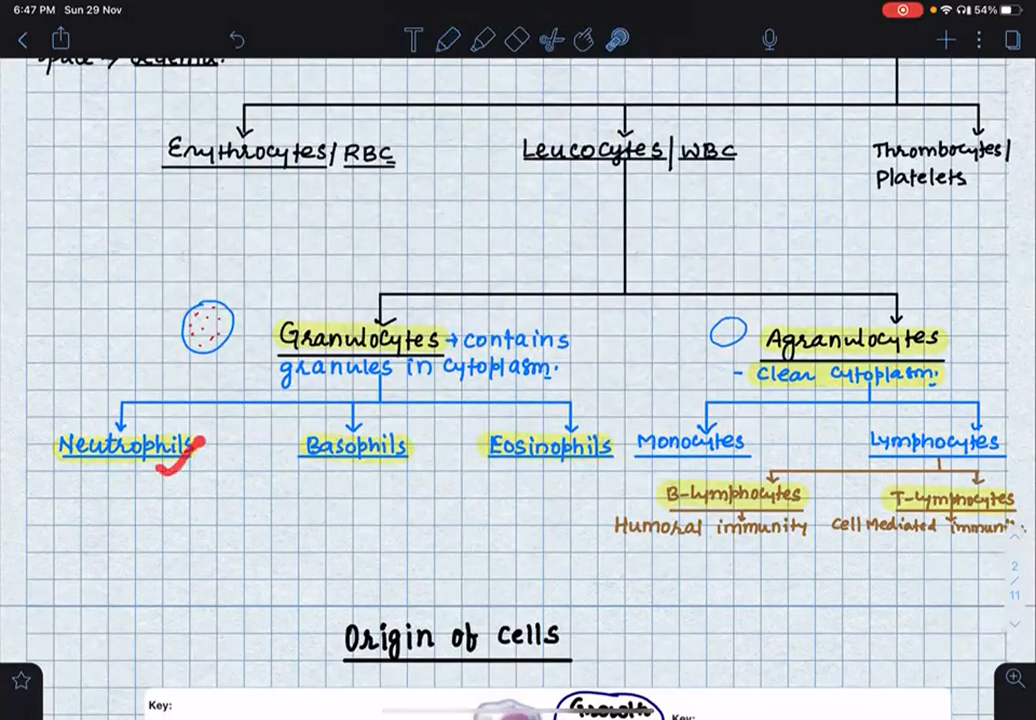 6:47 PM Sun 29 Nov
54%
Erythrocytes/RBC
Leucocytes/WBC
Thrombocytes/
Platelets
Granulocytes → contains
granules in cytoplasm.
Agranulocytes
- Clear cytoplasm.
Neutrophils
Basophils
Eosinophils
Monocytes
Lymphocytes
B-lymphocytes
T-lymphocytes
Humoral immunity
Cell Mediated immuni
2
/
11
Origin of cells
Key:
Growth
Key: